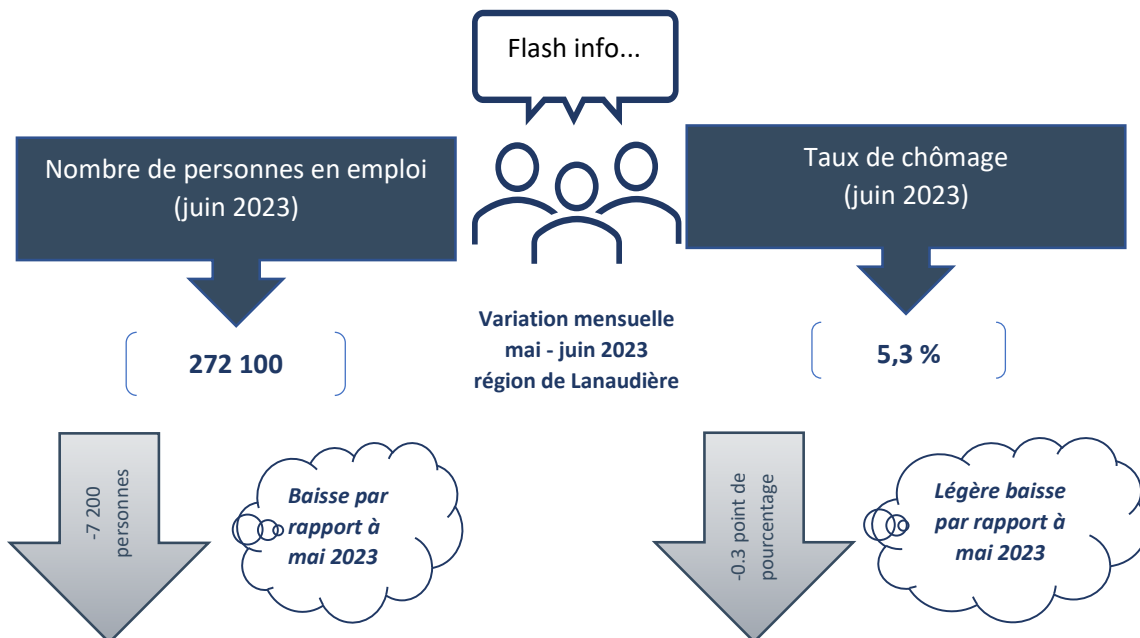 Flash info...
Nombre de personnes en emploi
(juin 2023)
Taux de chômage
(juin 2023)
272 100
Variation mensuelle
mai - juin 2023
région de Lanaudière
5,3 %
-7 200
personnes
Baisse par
rapport à
mai 2023
-0.3 point de
pourcentage
Légère baisse
par rapport à
mai 2023